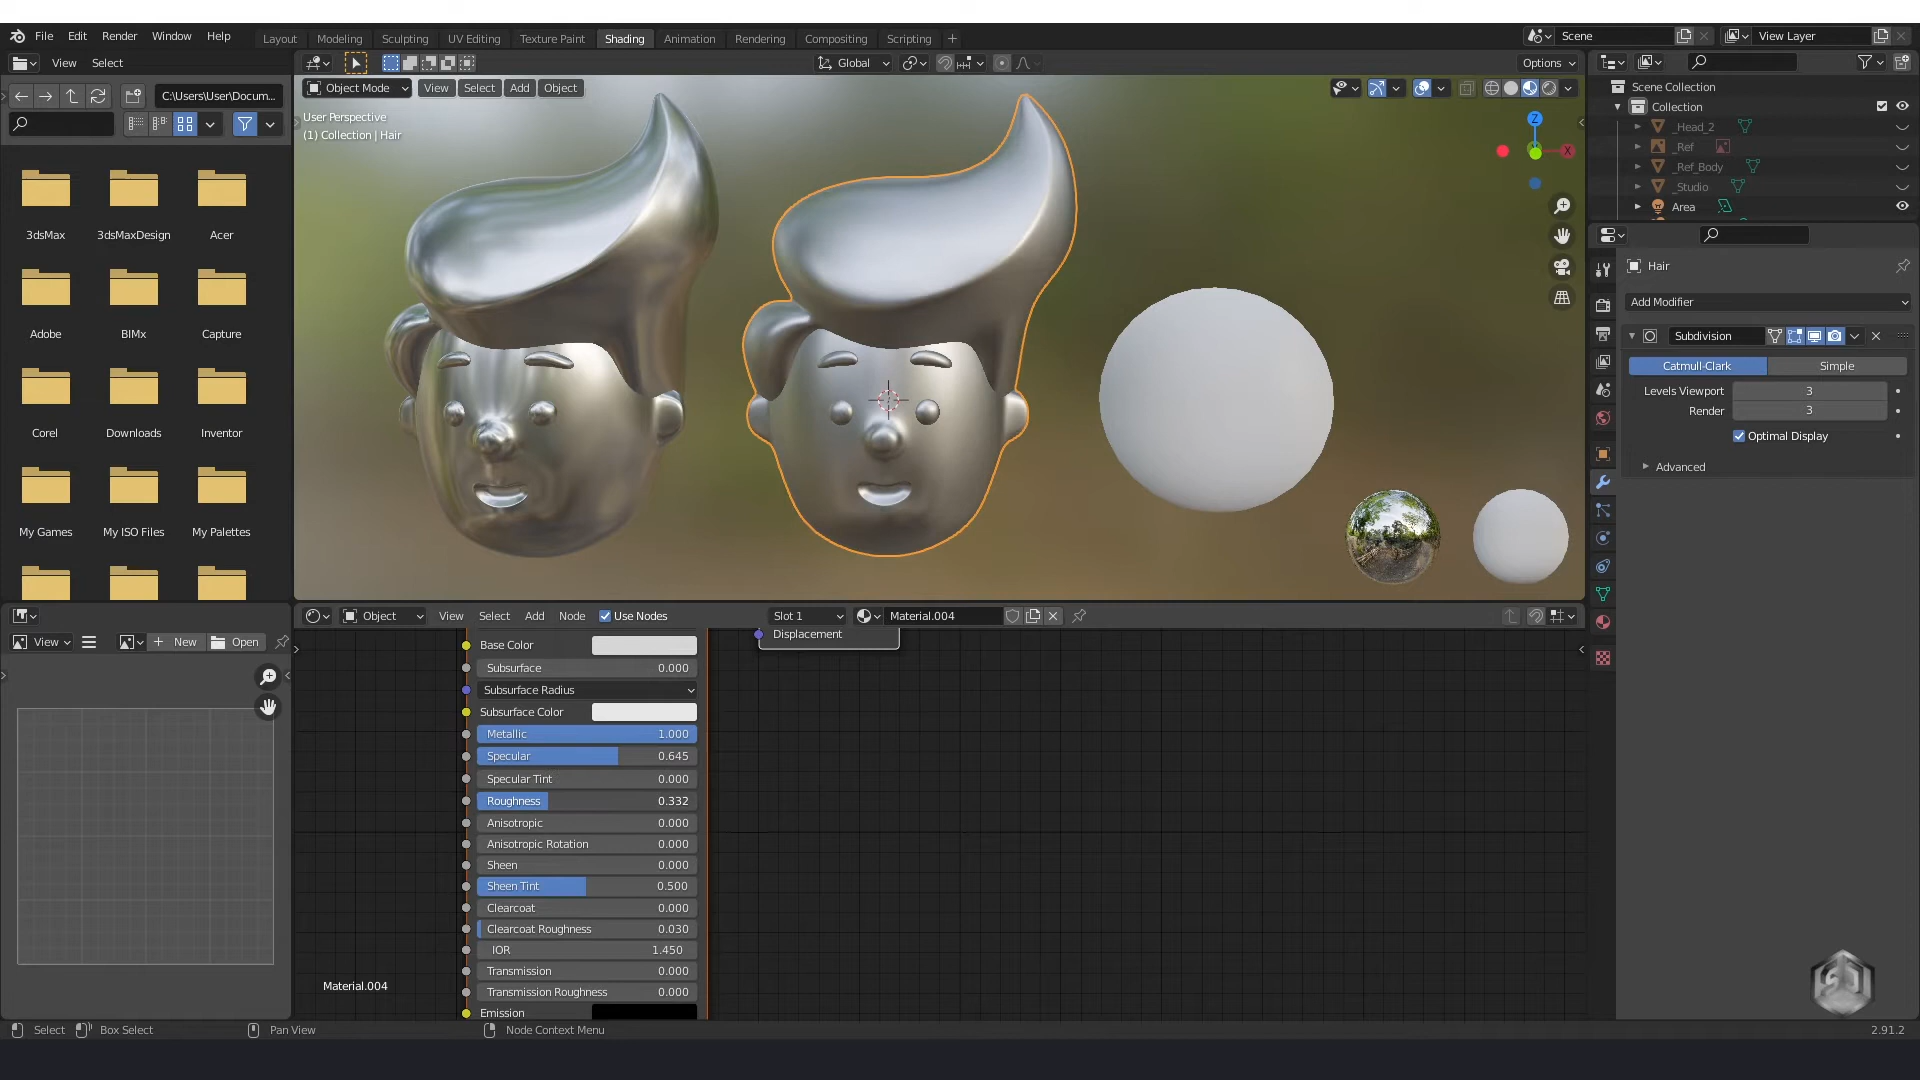 File Edit Render Window Help
Layout Modeling Sculpting UV Editing Texture Paint Shading Animation Rendering Compositing Scripting +
Scene
View Layer
View Select
Global
Options
C:\Users\User\Docum...
Object Mode View Select Add Object
User Perspective
(1) Collection | Hair
Z
X
3dsMax 3dsMaxDesign Acer
Adobe BIMx Capture
Corel Downloads Inventor
My Games My ISO Files My Palettes
Scene Collection
Collection
_Head_2
_Ref
_Ref_Body
_Studio
Area
Hair
Add Modifier
Subdivision
Catmull-Clark Simple
Levels Viewport 3
Render 3
Optimal Display
Advanced
View
New Open
Object View Select Add Node Use Nodes Slot 1 Material.004
Displacement
Base Color
Subsurface 0.000
Subsurface Radius
Subsurface Color
Metallic 1.000
Specular 0.645
Specular Tint 0.000
Roughness 0.332
Anisotropic 0.000
Anisotropic Rotation 0.000
Sheen 0.000
Sheen Tint 0.500
Clearcoat 0.000
Clearcoat Roughness 0.030
IOR 1.450
Transmission 0.000
Transmission Roughness 0.000
Emission
Material.004
Select Box Select Pan View Node Context Menu 2.91.2